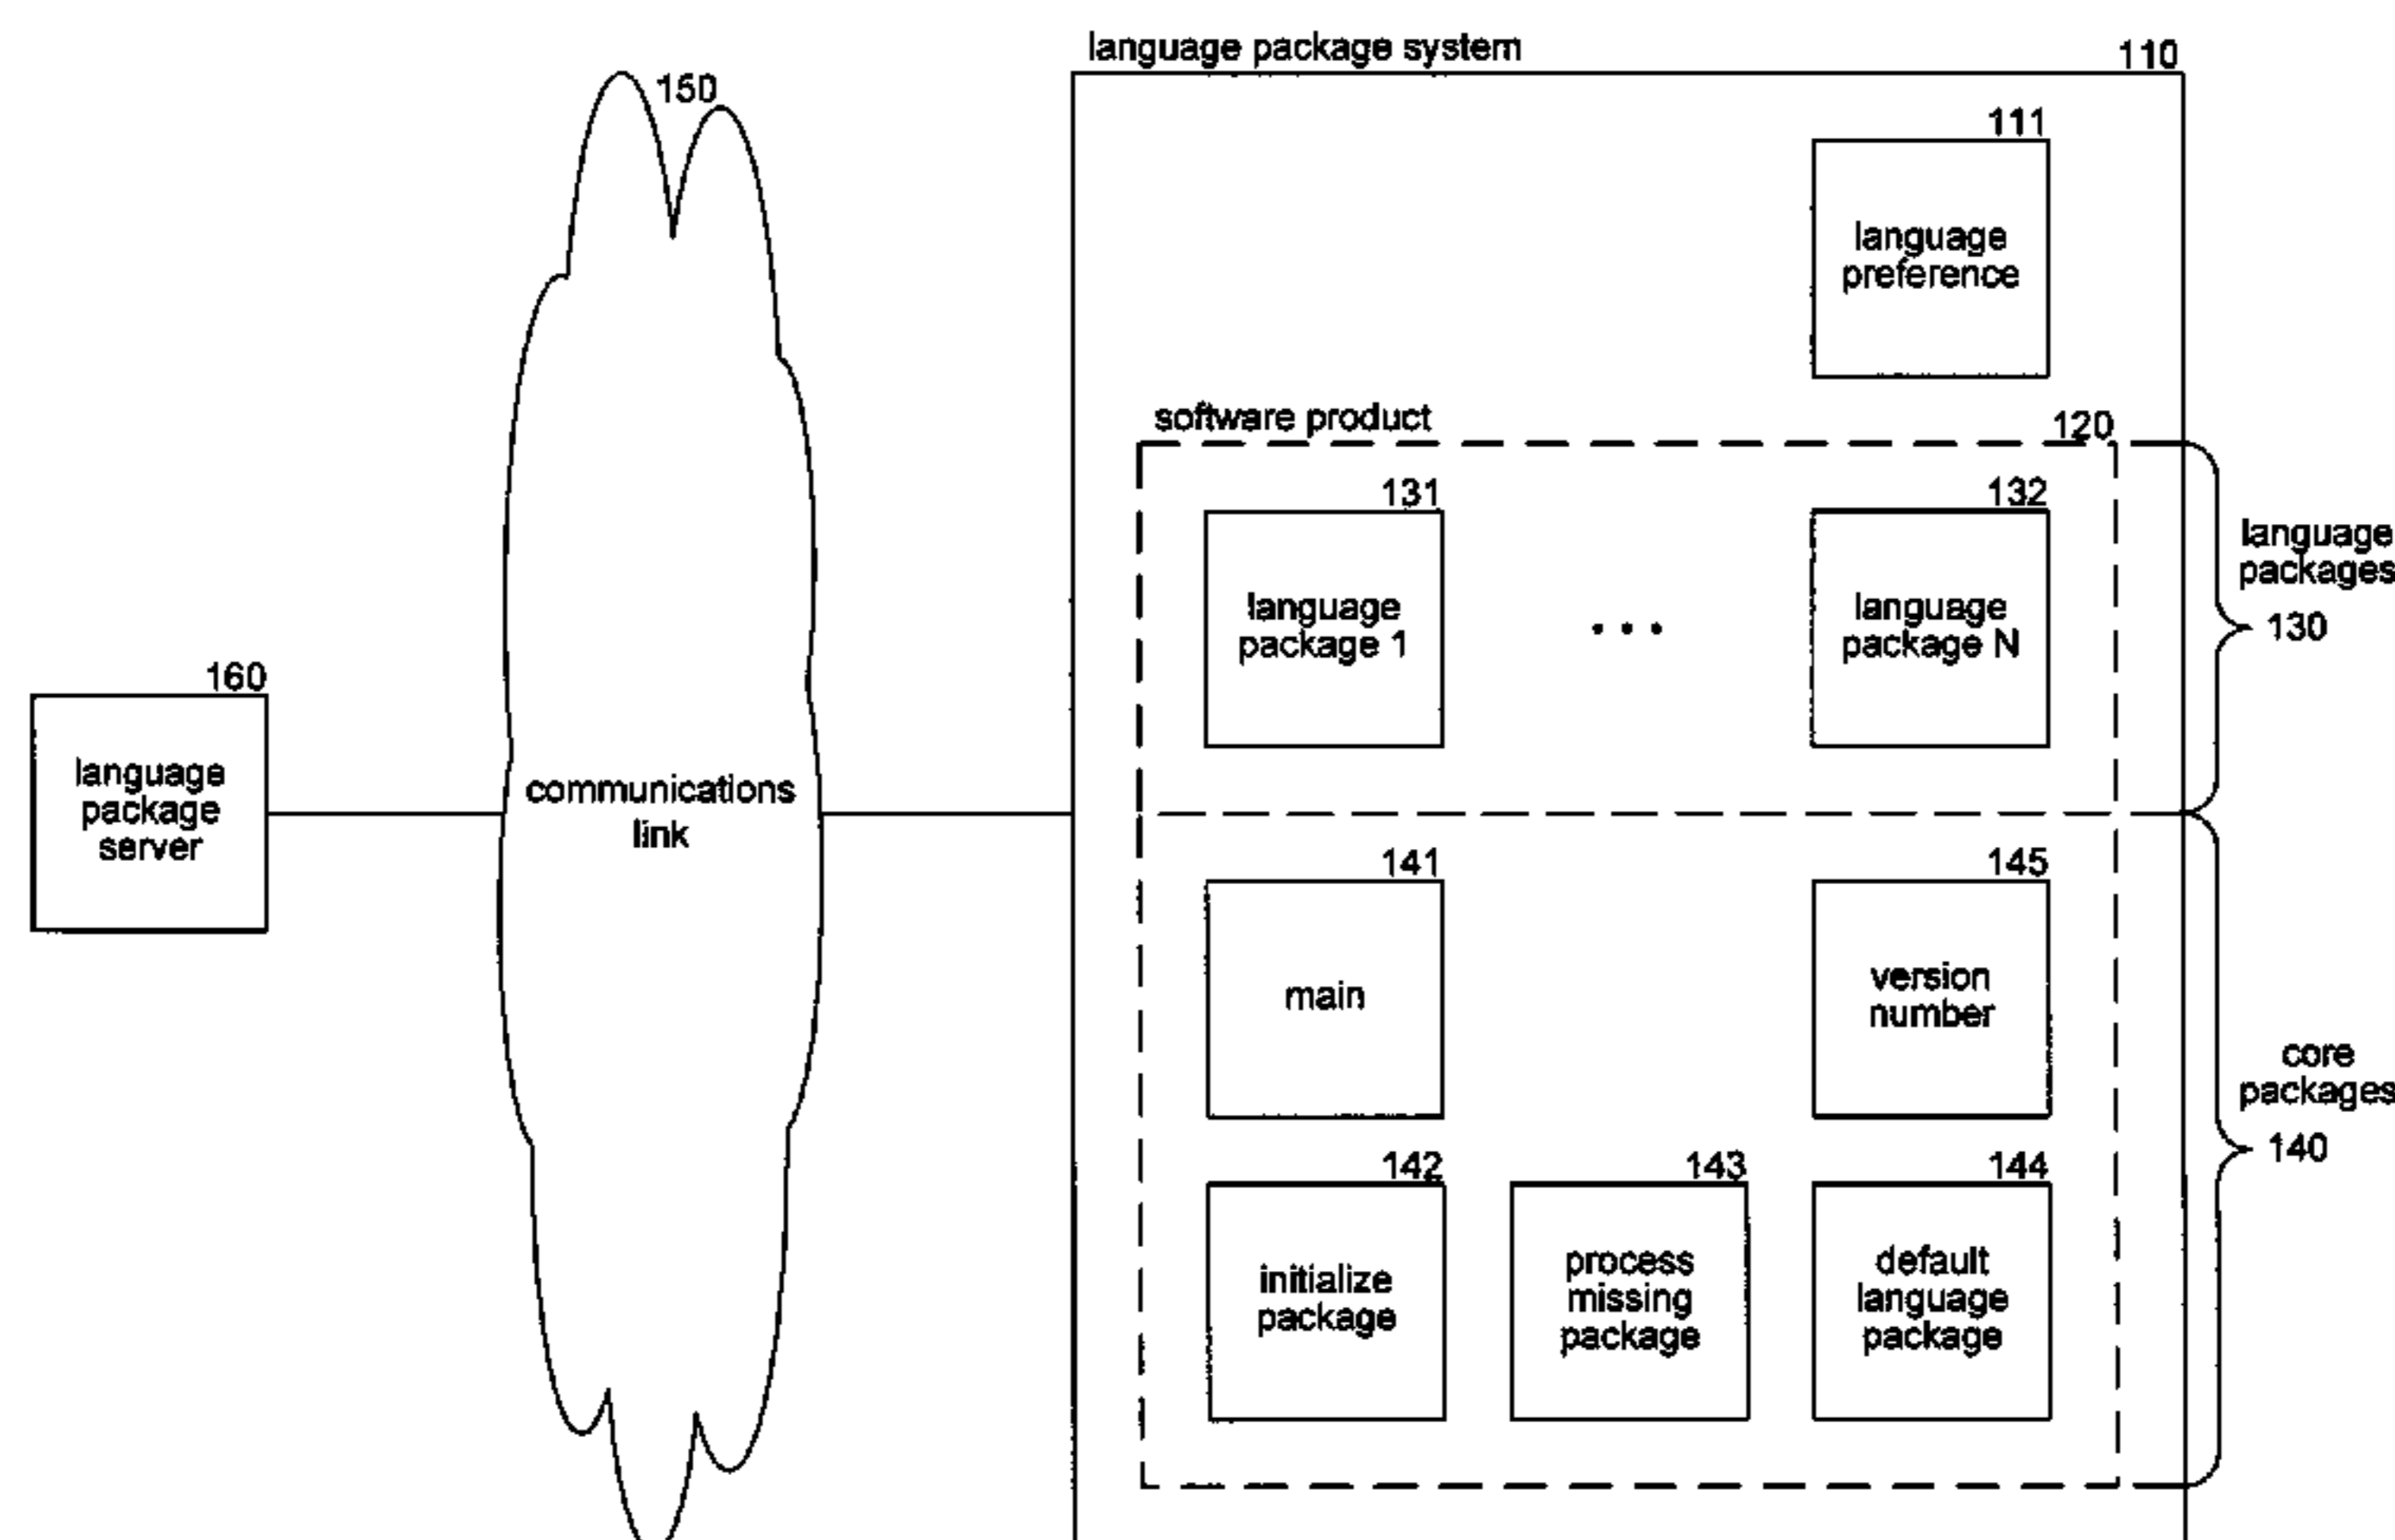 language package system
110
150
111
language
preference
software product
120
131
132
language
package 1
...
language
package N
language
packages
130
160
language
package
server
communications
link
141
145
main
version
number
core
packages
140
142
143
144
initialize
package
process
missing
package
default
language
package